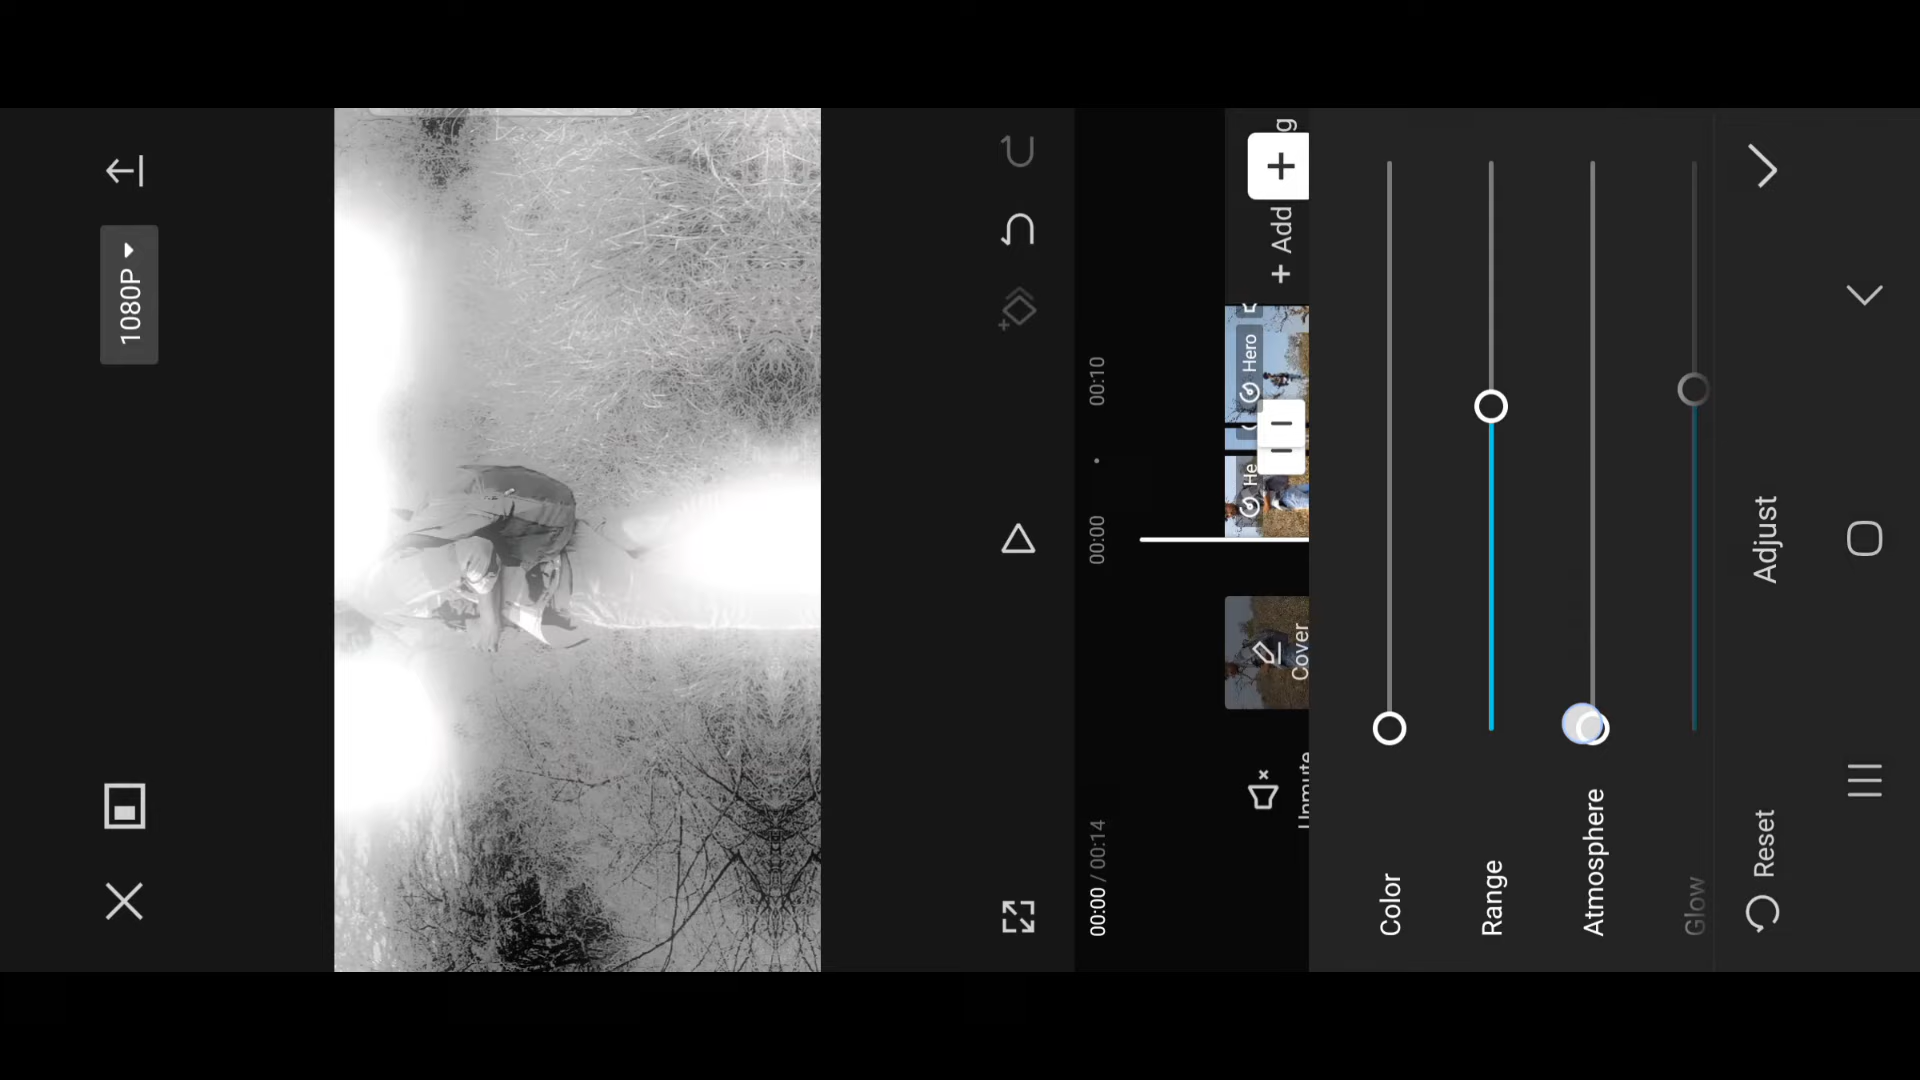 1080P
00:00 / 00:14
00:00
00:10
Unmute
Cover
He
Hero
+ Add
g
Color
Range
Atmosphere
Glow
Reset
Adjust